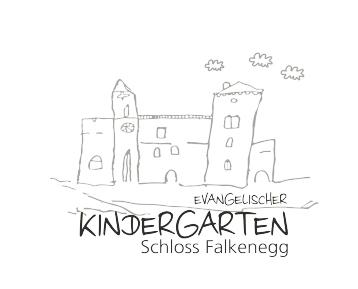 EVANGELISCHER
KINDERGARTEN
Schloss Falkenegg